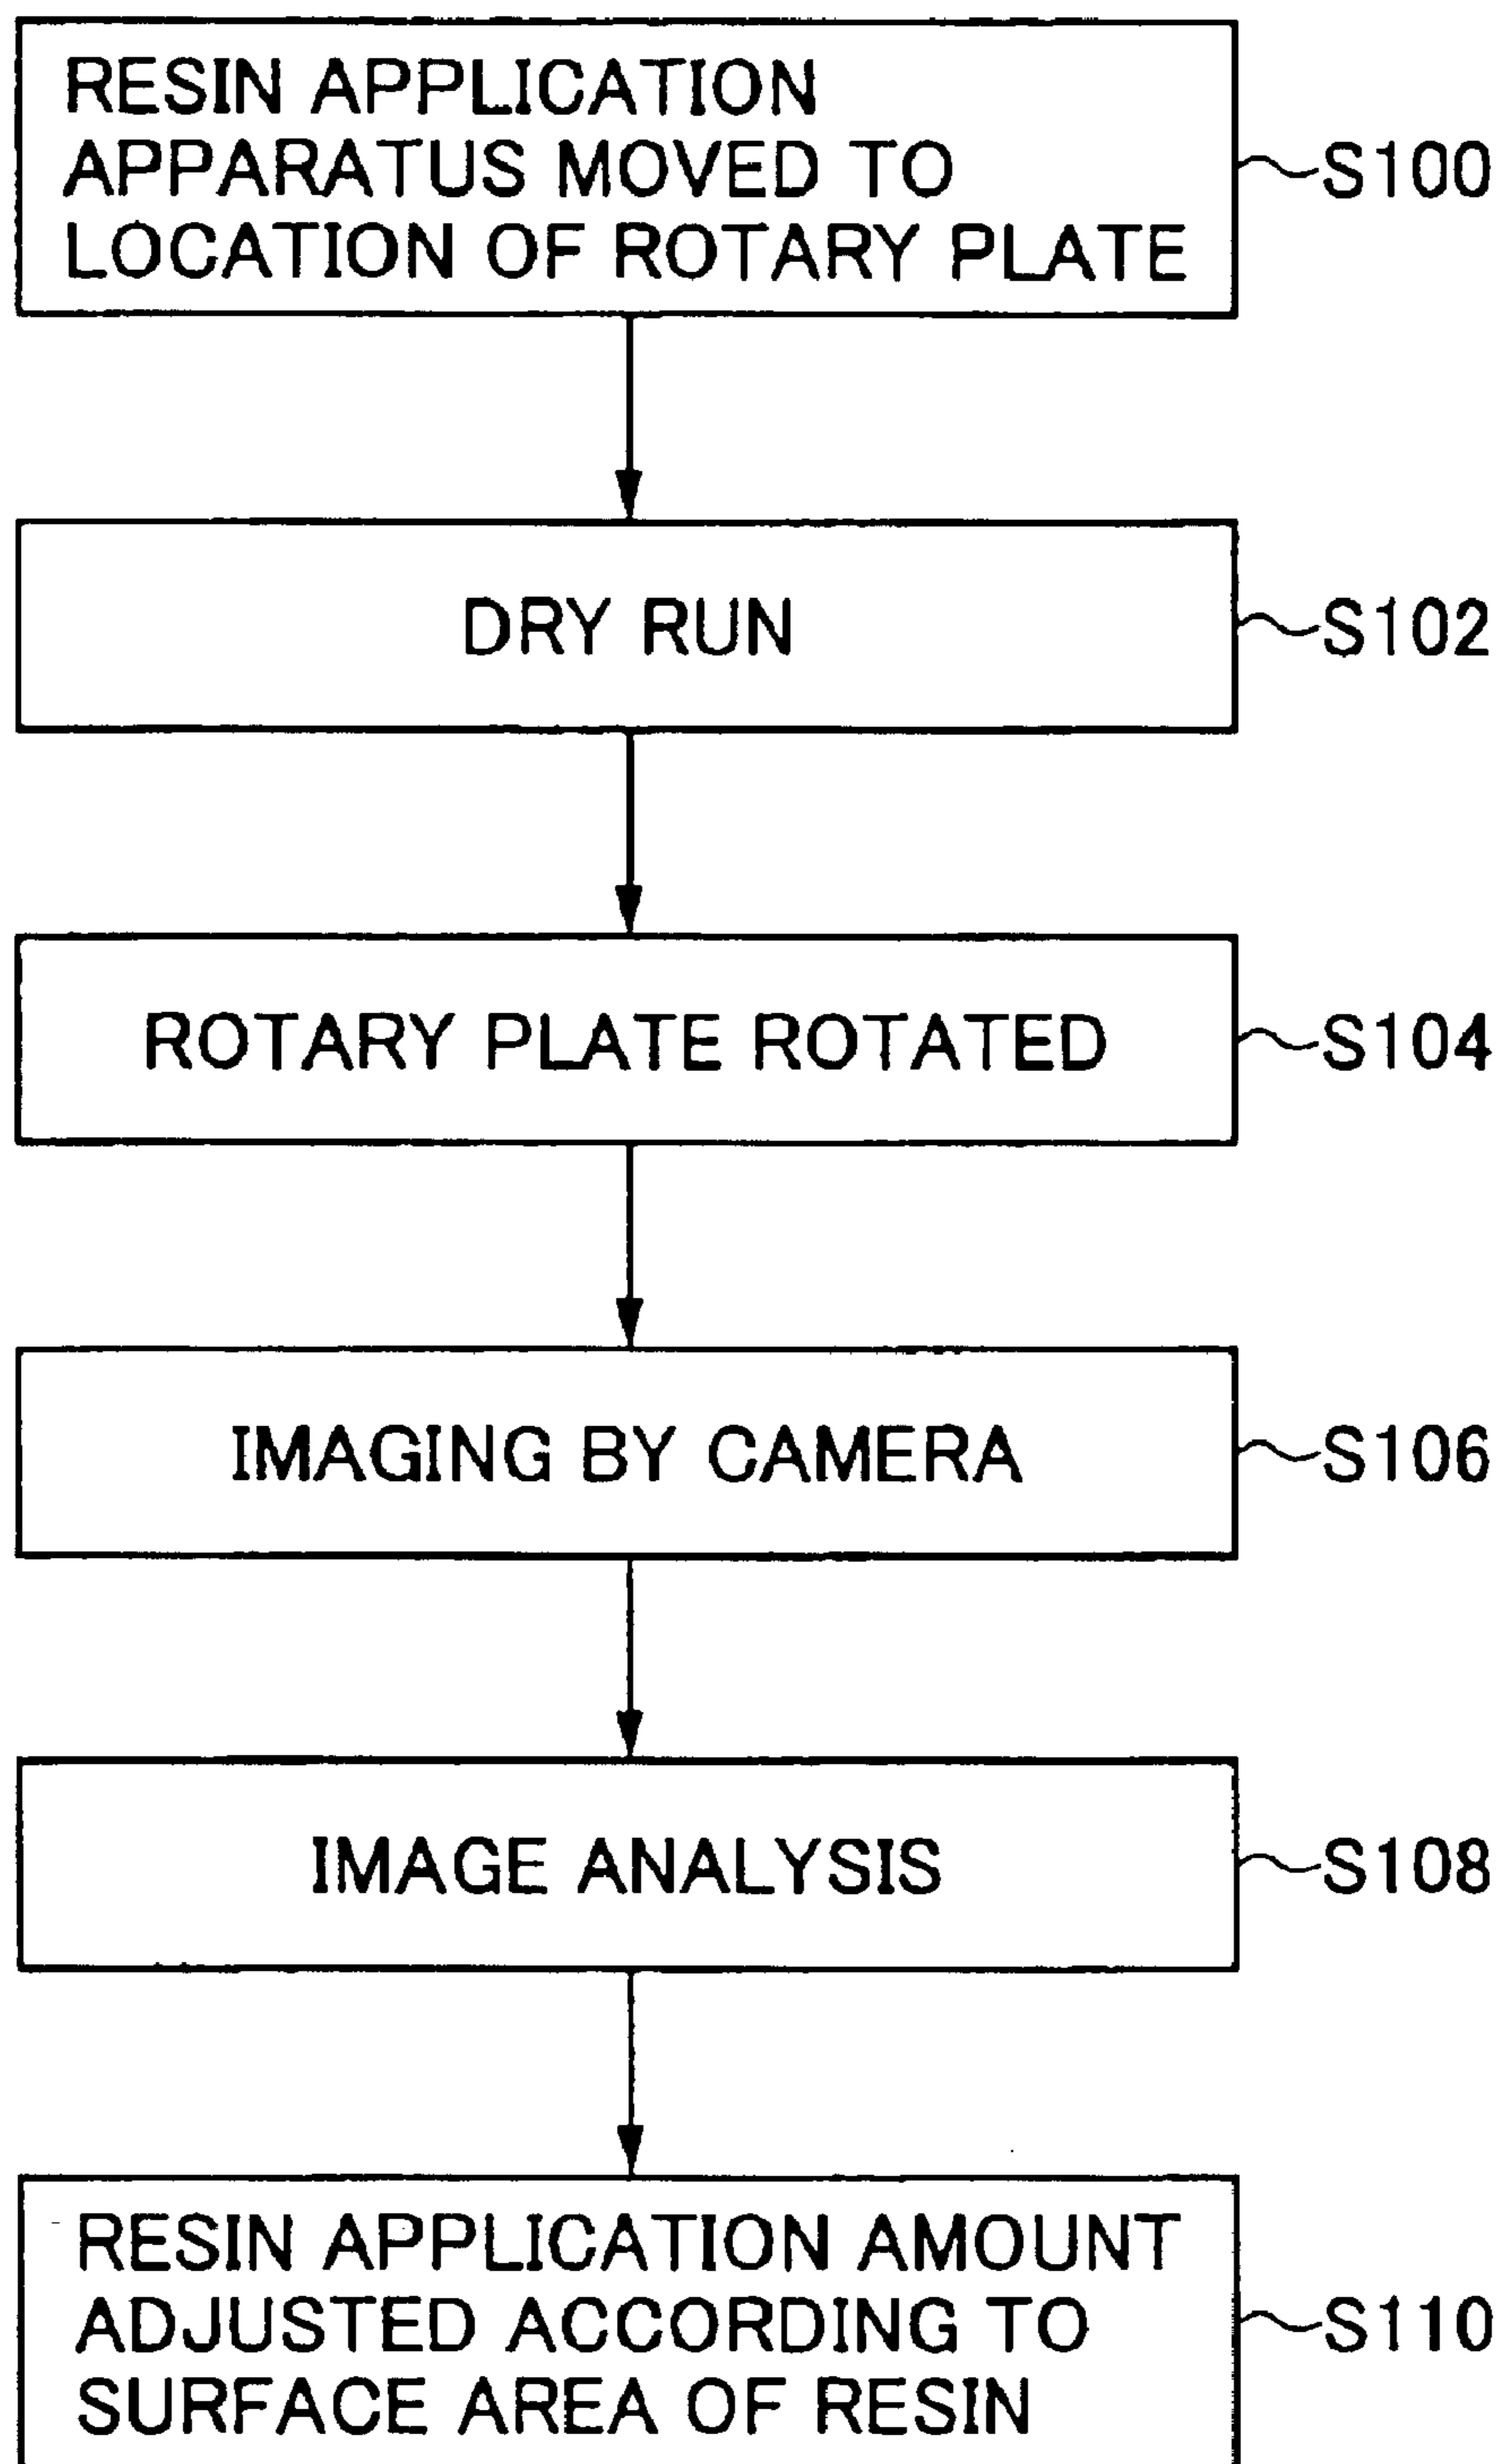 RESIN APPLICATION
APPARATUS MOVED TO
LOCATION OF ROTARY PLATE
S100
DRY RUN
S102
ROTARY PLATE ROTATED
S104
IMAGING BY CAMERA
S106
IMAGE ANALYSIS
S108
RESIN APPLICATION AMOUNT
ADJUSTED ACCORDING TO
SURFACE AREA OF RESIN
S110